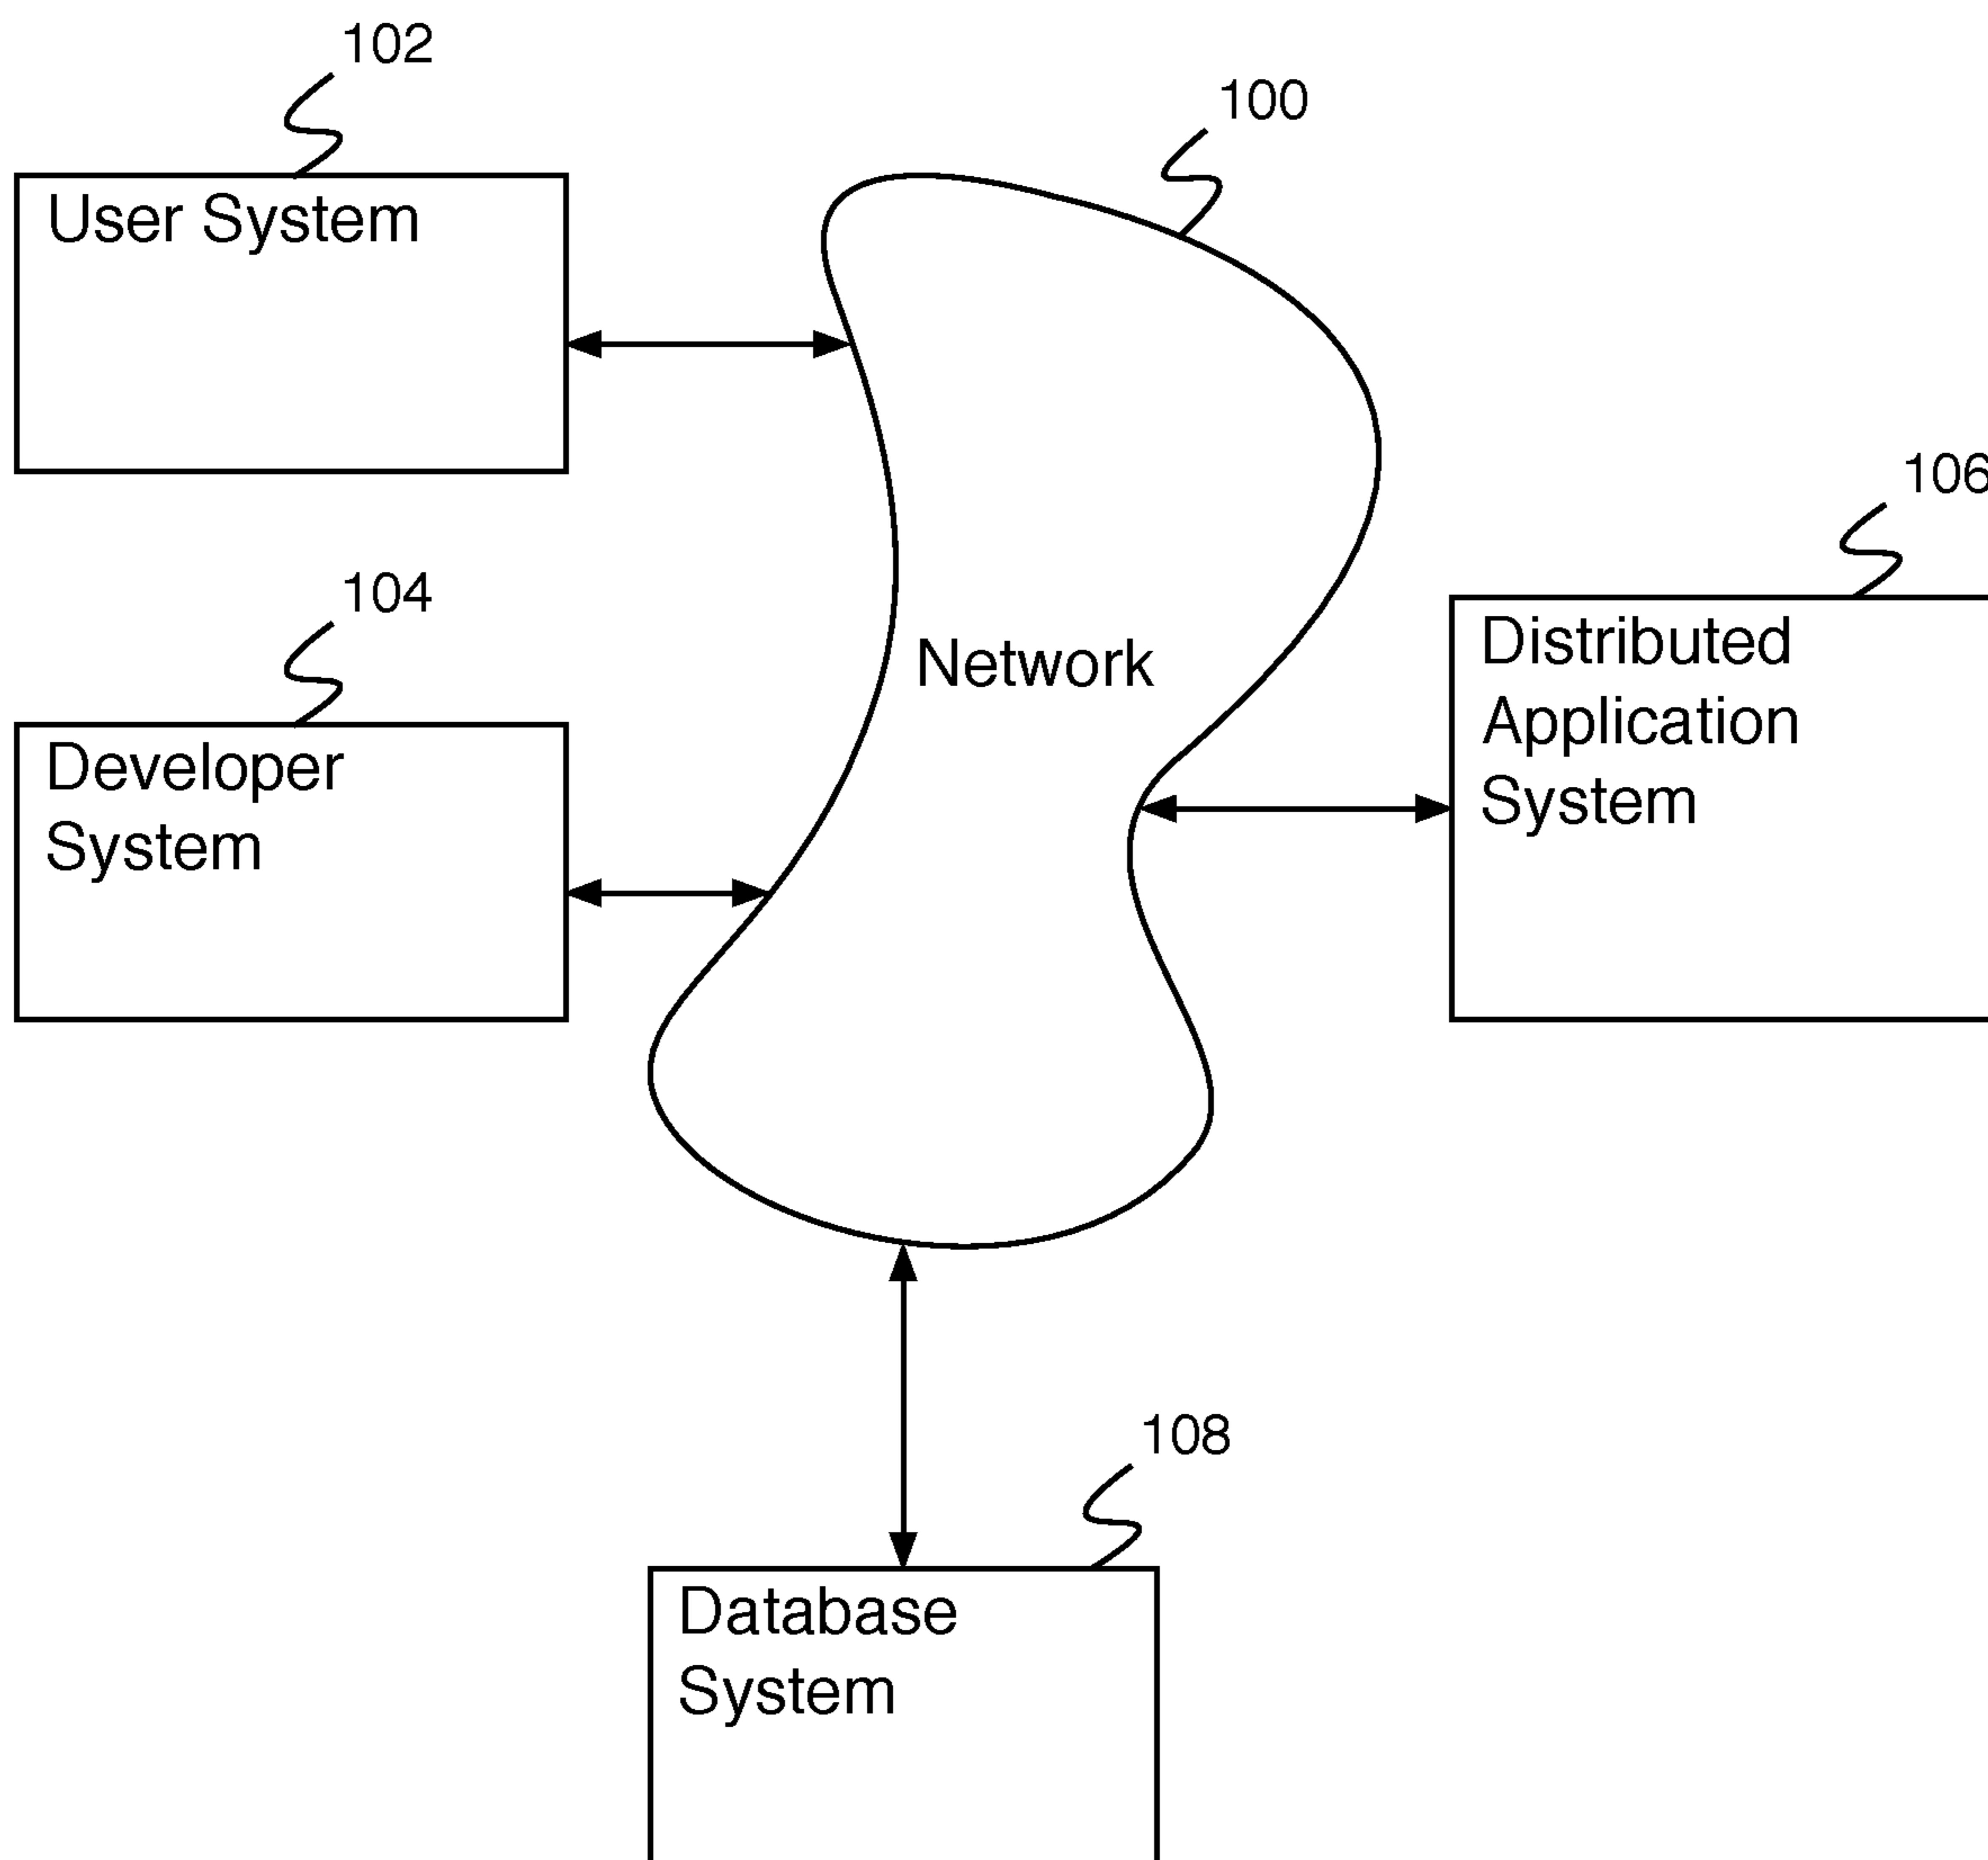 102
100
User System
106
104
Distributed
Application
System
Network
Developer
System
108
Database
System